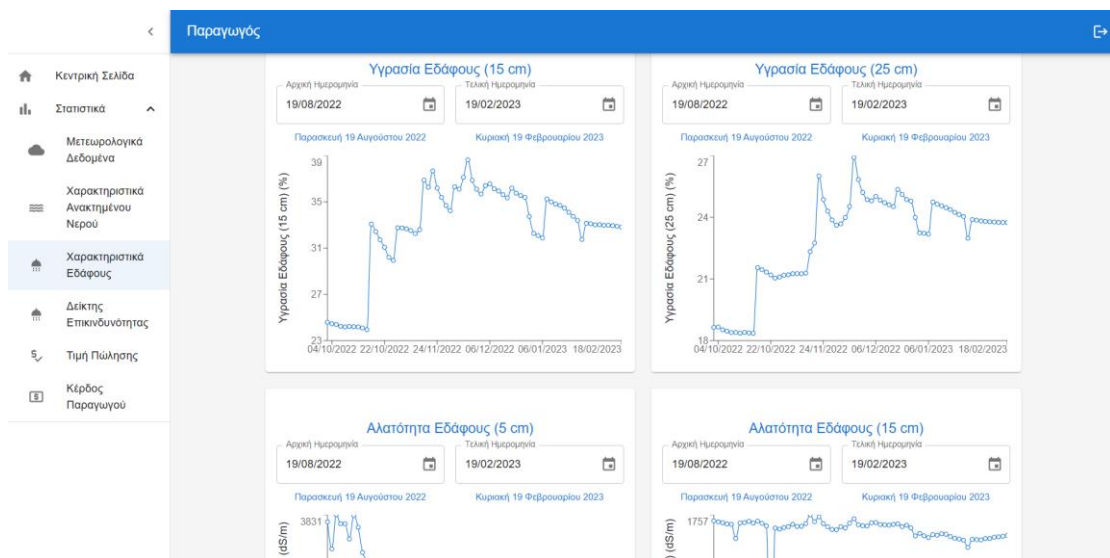 Παραγωγός
Κεντρική Σελίδα
Στατιστικά
Μετεωρολογικά
Δεδομένα
Χαρακτηριστικά
Ανακτημένου
Νερού
Χαρακτηριστικά
Εδάφους
Δείκτης
Επικινδυνότητας
Τιμή Πώλησης
Κέρδος
Παραγωγού
Υγρασία Εδάφους (15 cm)
Αρχική Ημερομηνία
Τελική Ημερομηνία
19/08/2022
19/02/2023
Παρασκευή 19 Αυγούστου 2022
Κυριακή 19 Φεβρουαρίου 2023
Υγρασία Εδάφους (15 cm) (%)
39
35
31
27
23
04/10/2022 22/10/2022 24/11/2022 06/12/2022 06/01/2023 18/02/2023
Υγρασία Εδάφους (25 cm)
Αρχική Ημερομηνία
Τελική Ημερομηνία
19/08/2022
19/02/2023
Παρασκευή 19 Αυγούστου 2022
Κυριακή 19 Φεβρουαρίου 2023
Υγρασία Εδάφους (25 cm) (%)
27
24
21
18
04/10/2022 22/10/2022 24/11/2022 06/12/2022 06/01/2023 18/02/2023
Αλατότητα Εδάφους (5 cm)
Αρχική Ημερομηνία
Τελική Ημερομηνία
19/08/2022
19/02/2023
Παρασκευή 19 Αυγούστου 2022
Κυριακή 19 Φεβρουαρίου 2023
3831
(dS/m)
Αλατότητα Εδάφους (15 cm)
Αρχική Ημερομηνία
Τελική Ημερομηνία
19/08/2022
19/02/2023
Παρασκευή 19 Αυγούστου 2022
Κυριακή 19 Φεβρουαρίου 2023
1757
) (dS/m)